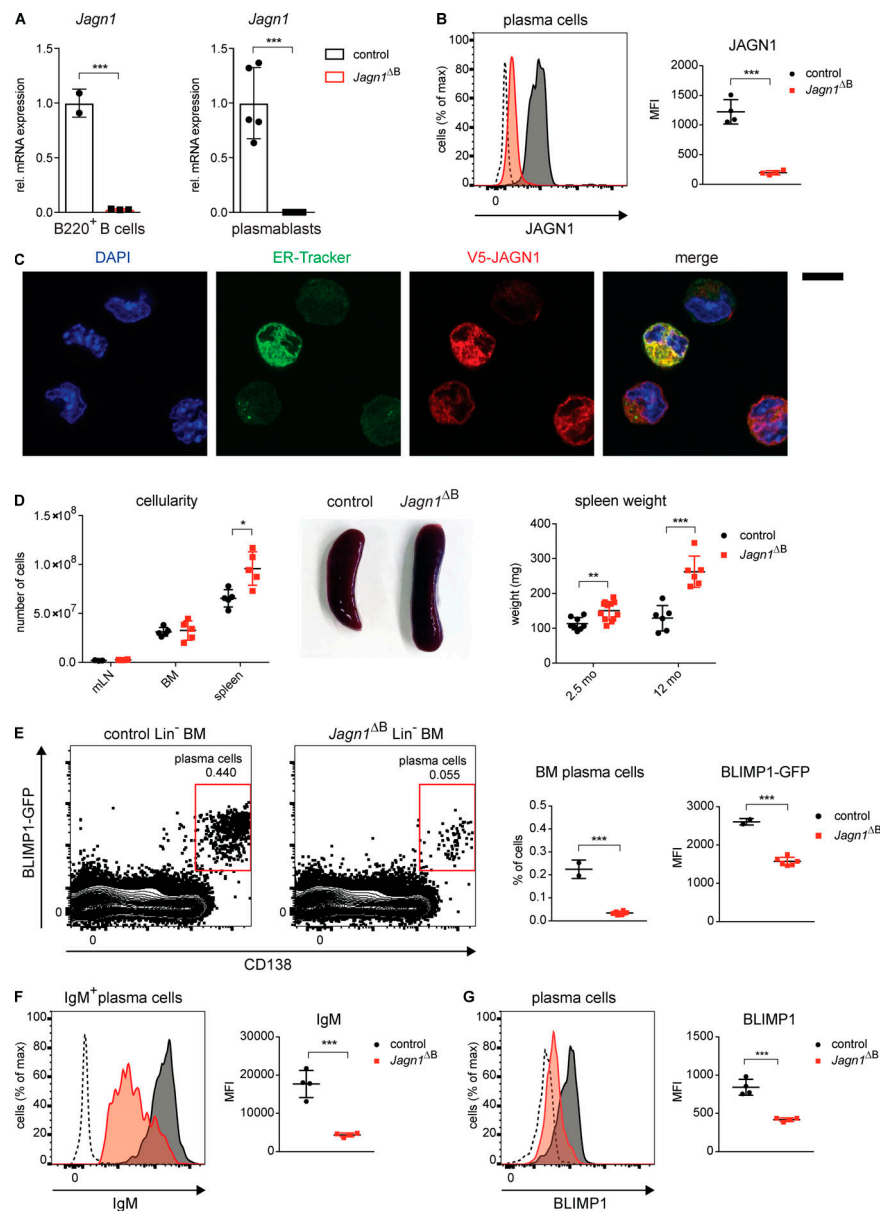 A
Jagn1
Jagn1
***
***
control
Jagn1ΔB
rel. mRNA expression
1.5
1.0
0.5
0.0
B220+ B cells
rel. mRNA expression
1.5
1.0
0.5
0.0
plasmablasts
B
plasma cells
cells (% of max)
100
80
60
40
20
0
0
JAGN1
JAGN1
MFI
2000
1500
1000
500
0
***
control
Jagn1ΔB
C
DAPI
ER-Tracker
V5-JAGN1
merge
D
cellularity
number of cells
1.5×10⁸
1.0×10⁸
5.0×10⁷
0.0
*
mLN
BM
spleen
control
Jagn1ΔB
spleen weight
weight (mg)
400
300
200
100
0
**
***
2.5 mo
12 mo
control
Jagn1ΔB
E
control Lin⁻ BM
Jagn1ΔB Lin⁻ BM
plasma cells
0.440
plasma cells
0.055
BLIMP1-GFP
0
0
0
0
CD138
BM plasma cells
% of cells
0.5
0.4
0.3
0.2
0.1
0.0
***
BLIMP1-GFP
MFI
3000
2000
1000
0
***
control
Jagn1ΔB
F
IgM+ plasma cells
cells (% of max)
100
80
60
40
20
0
0
IgM
IgM
MFI
20000
10000
0
***
control
Jagn1ΔB
G
plasma cells
cells (% of max)
100
80
60
40
20
0
0
BLIMP1
BLIMP1
MFI
1500
1000
500
0
***
control
Jagn1ΔB